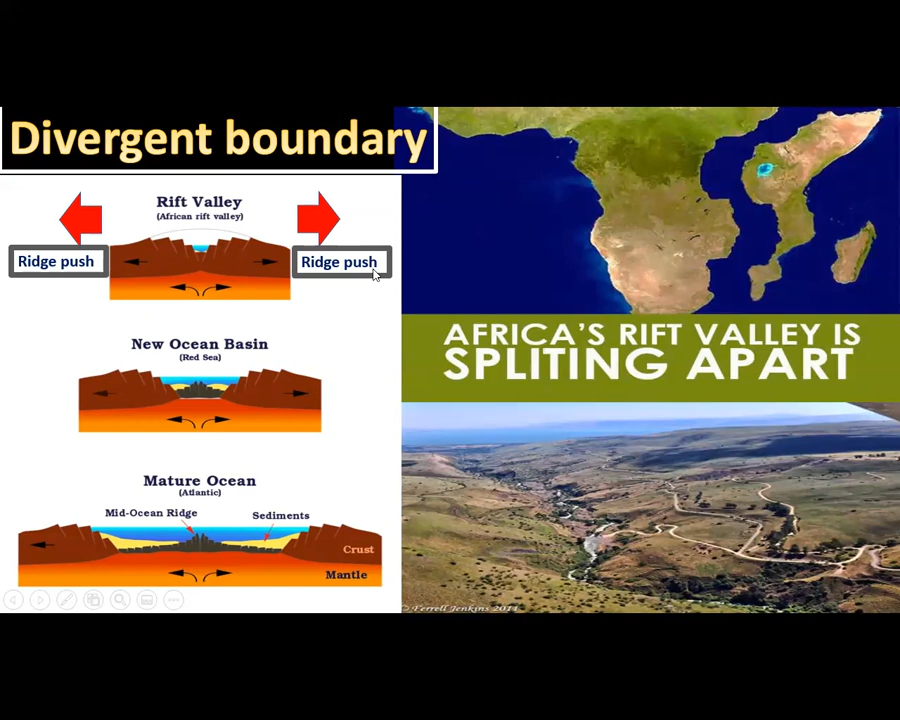 Divergent boundary
Rift Valley
(African rift valley)
Ridge push
Ridge push
New Ocean Basin
(Red Sea)
Mature Ocean
(Atlantic)
Mid-Ocean Ridge
Sediments
Crust
Mantle
AFRICA'S RIFT VALLEY IS
SPLITING APART
© Ferrell Jenkins 2011